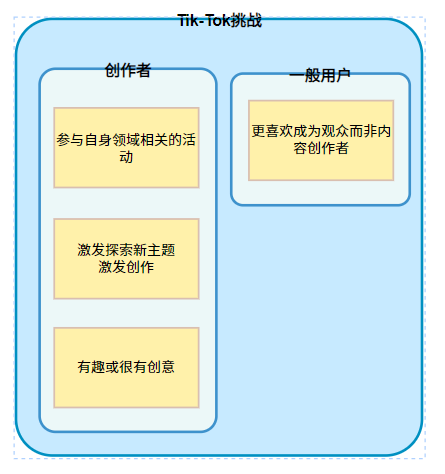 Tik-Tok挑战
创作者
参与自身领域相关的活
动
激发探索新主题
激发创作
有趣或很有创意
一般用户
更喜欢成为观众而非内
容创作者